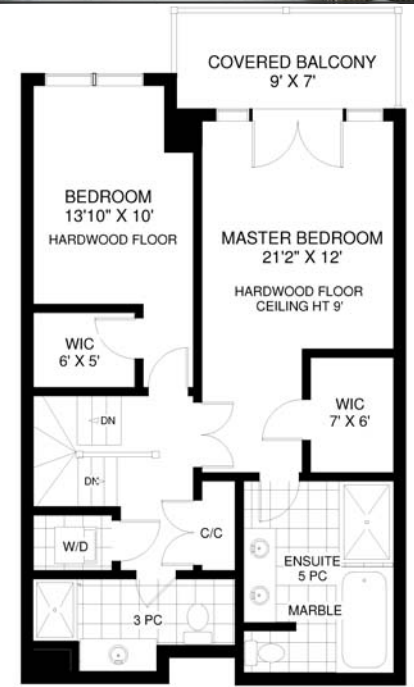 COVERED BALCONY
9' X 7'
BEDROOM
13'10" X 10'
HARDWOOD FLOOR
MASTER BEDROOM
21'2" X 12'
HARDWOOD FLOOR
CEILING HT 9'
WIC
6' X 5'
WIC
7' X 6'
DN
DN
W/D
C/C
ENSUITE
5 PC
MARBLE
3 PC